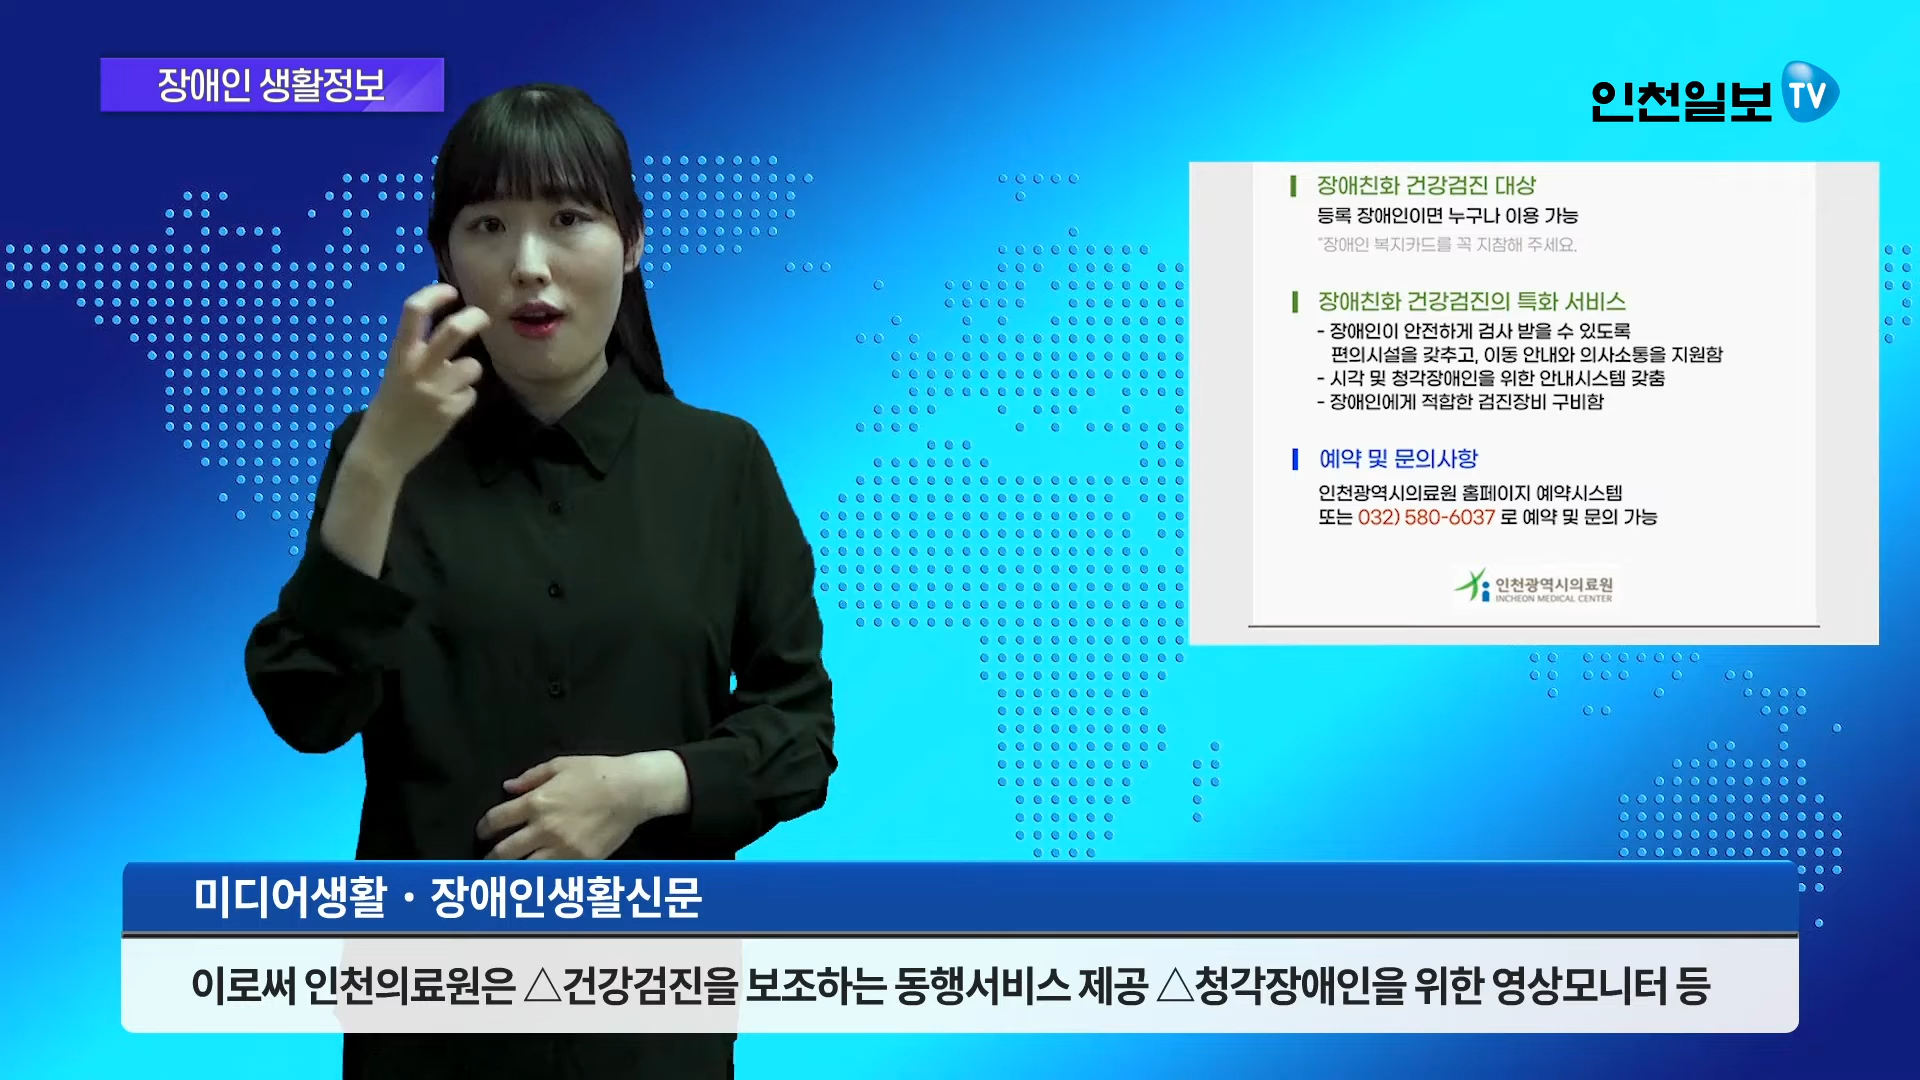 장애인 생활정보
인천일보 TV
장애친화 건강검진 대상
등록 장애인이면 누구나 이용 가능
*장애인 복지카드를 꼭 지참해 주세요.
장애친화 건강검진의 특화 서비스
- 장애인이 안전하게 검사 받을 수 있도록
편의시설을 갖추고, 이동 안내와 의사소통을 지원함
- 시각 및 청각장애인을 위한 안내시스템 갖춤
- 장애인에게 적합한 검진장비 구비함
예약 및 문의사항
인천광역시의료원 홈페이지 예약시스템
또는 032) 580-6037 로 예약 및 문의 가능
인천광역시의료원
INCHEON MEDICAL CENTER
미디어생활 · 장애인생활신문
이로써 인천의료원은 △건강검진을 보조하는 동행서비스 제공 △청각장애인을 위한 영상모니터 등